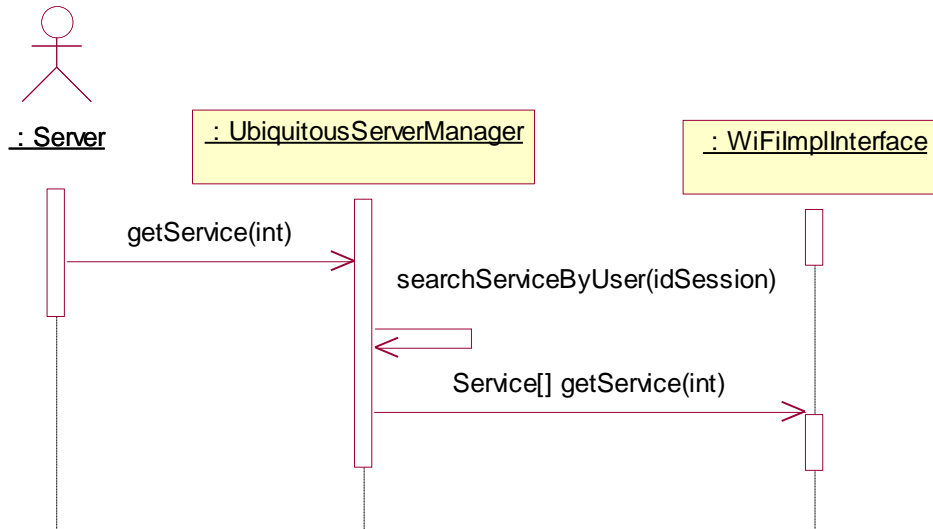 : Server
: UbiquitousServerManager
: WiFiImplInterface
getService(int)
searchServiceByUser(idSession)
Service[] getService(int)